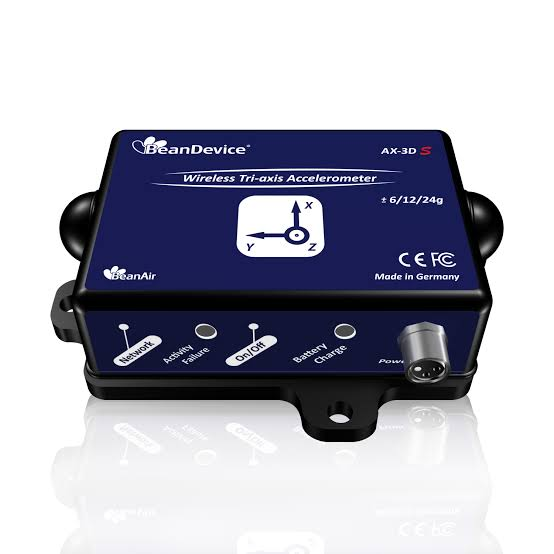 BeanDevice®
AX-3D S
Wireless Tri-axis Accelerometer
± 6/12/24g
X
Y
Z
CE FC
Made in Germany
BeanAir
Network
Activity
Failure
On/Off
Battery
Charge
Power